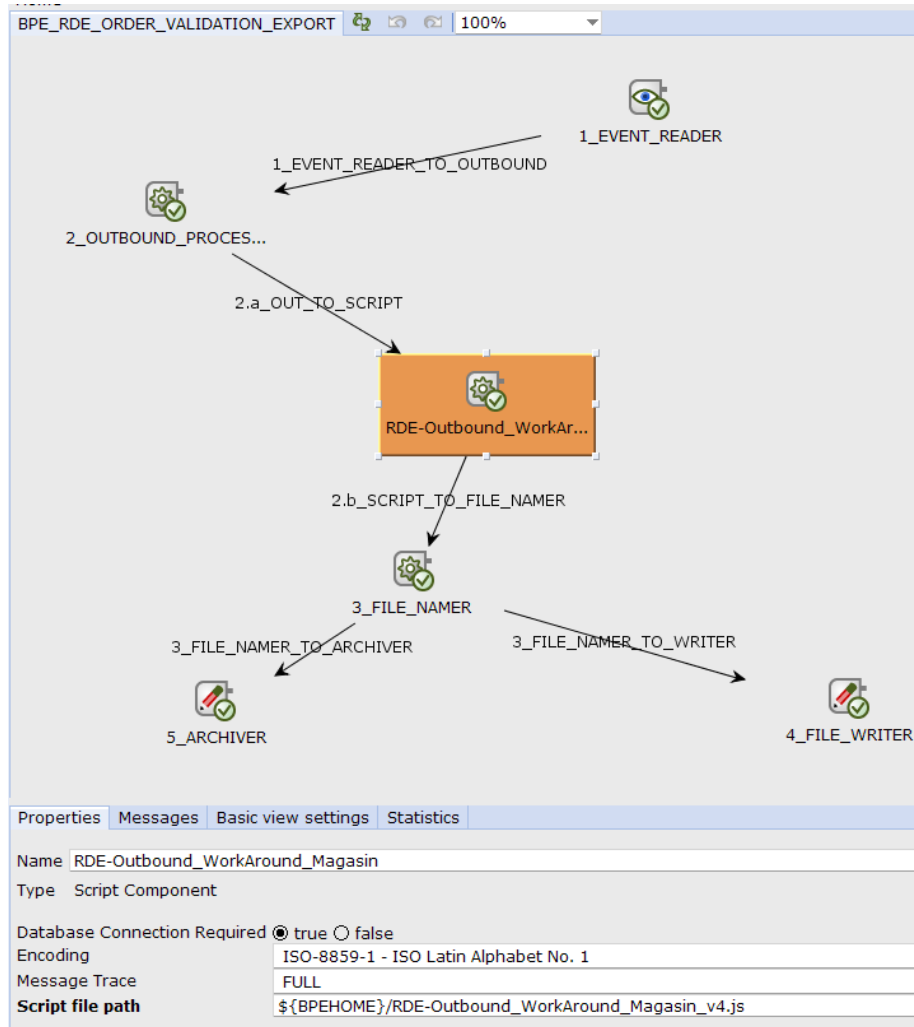 BPE_RDE_ORDER_VALIDATION_EXPORT 100%
1_EVENT_READER
1_EVENT_READER_TO_OUTBOUND
2_OUTBOUND_PROCES...
2.a_OUT_TO_SCRIPT
RDE-Outbound_WorkAr...
2.b_SCRIPT_TO_FILE_NAMER
3_FILE_NAMER
3_FILE_NAMER_TO_ARCHIVER 3_FILE_NAMER_TO_WRITER
5_ARCHIVER 4_FILE_WRITER
Properties Messages Basic view settings Statistics
Name RDE-Outbound_WorkAround_Magasin
Type Script Component
Database Connection Required true false
Encoding ISO-8859-1 - ISO Latin Alphabet No. 1
Message Trace FULL
Script file path ${BPEHOME}/RDE-Outbound_WorkAround_Magasin_v4.js